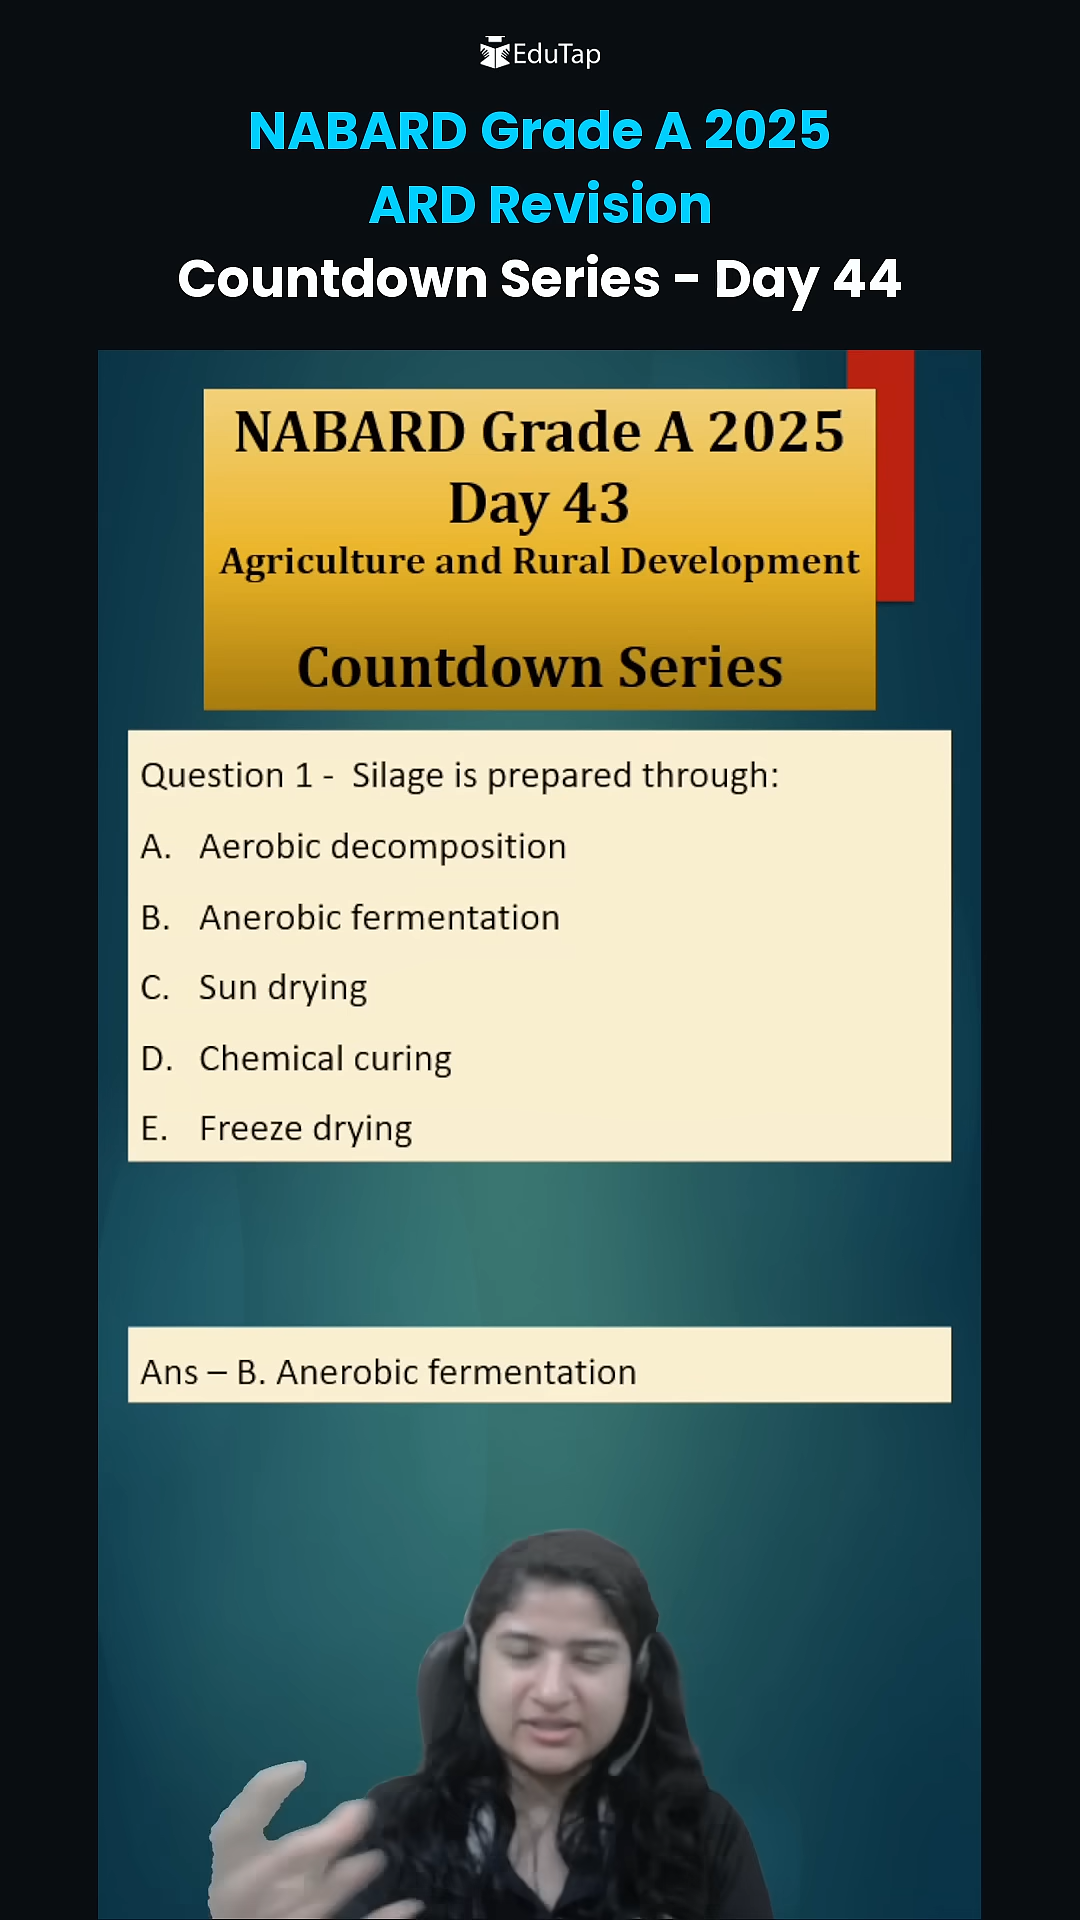 EduTap
NABARD Grade A 2025
ARD Revision
Countdown Series - Day 44
NABARD Grade A 2025
Day 43
Agriculture and Rural Development
Countdown Series
Question 1 - Silage is prepared through:
A. Aerobic decomposition
B. Anerobic fermentation
C. Sun drying
D. Chemical curing
E. Freeze drying
Ans – B. Anerobic fermentation